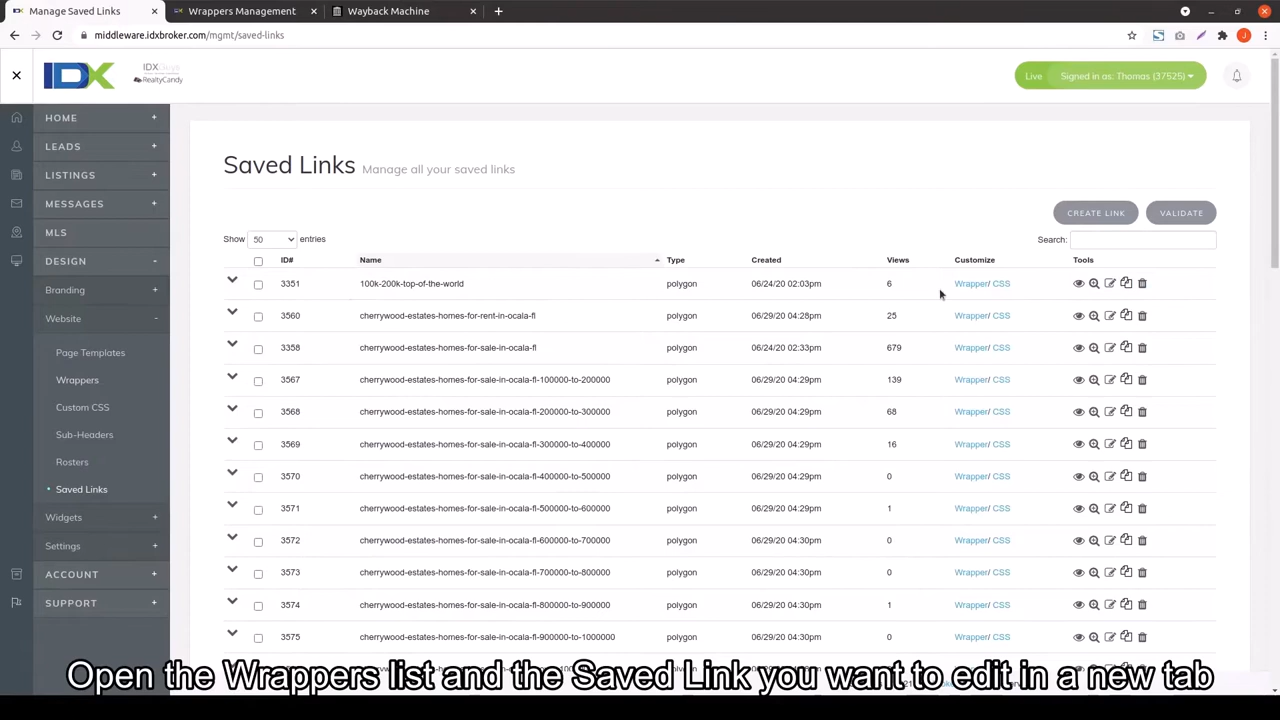 Manage Saved Links
Wrappers Management
Wayback Machine
middleware.idxbroker.com/mgmt/saved-links
J
IDX
IDXGuys
RealtyCandy
Live Signed in as: Thomas (37525)
HOME +
LEADS +
LISTINGS +
MESSAGES +
MLS
DESIGN -
Branding +
Website -
Page Templates
Wrappers
Custom CSS
Sub-Headers
Rosters
• Saved Links
Widgets +
Settings +
ACCOUNT +
SUPPORT +
Saved Links Manage all your saved links
CREATE LINK VALIDATE
Show 50 entries Search:
ID# Name Type Created Views Customize Tools
3351 100k-200k-top-of-the-world polygon 06/24/20 02:03pm 6 Wrapper/ CSS
3560 cherrywood-estates-homes-for-rent-in-ocala-fl polygon 06/29/20 04:28pm 25 Wrapper/ CSS
3358 cherrywood-estates-homes-for-sale-in-ocala-fl polygon 06/24/20 02:33pm 679 Wrapper/ CSS
3567 cherrywood-estates-homes-for-sale-in-ocala-fl-100000-to-200000 polygon 06/29/20 04:29pm 139 Wrapper/ CSS
3568 cherrywood-estates-homes-for-sale-in-ocala-fl-200000-to-300000 polygon 06/29/20 04:29pm 68 Wrapper/ CSS
3569 cherrywood-estates-homes-for-sale-in-ocala-fl-300000-to-400000 polygon 06/29/20 04:29pm 16 Wrapper/ CSS
3570 cherrywood-estates-homes-for-sale-in-ocala-fl-400000-to-500000 polygon 06/29/20 04:29pm 0 Wrapper/ CSS
3571 cherrywood-estates-homes-for-sale-in-ocala-fl-500000-to-600000 polygon 06/29/20 04:29pm 1 Wrapper/ CSS
3572 cherrywood-estates-homes-for-sale-in-ocala-fl-600000-to-700000 polygon 06/29/20 04:30pm 0 Wrapper/ CSS
3573 cherrywood-estates-homes-for-sale-in-ocala-fl-700000-to-800000 polygon 06/29/20 04:30pm 0 Wrapper/ CSS
3574 cherrywood-estates-homes-for-sale-in-ocala-fl-800000-to-900000 polygon 06/29/20 04:30pm 1 Wrapper/ CSS
3575 cherrywood-estates-homes-for-sale-in-ocala-fl-900000-to-1000000 polygon 06/29/20 04:30pm 0 Wrapper/ CSS
Open the Wrappers list and the Saved Link you want to edit in a new tab